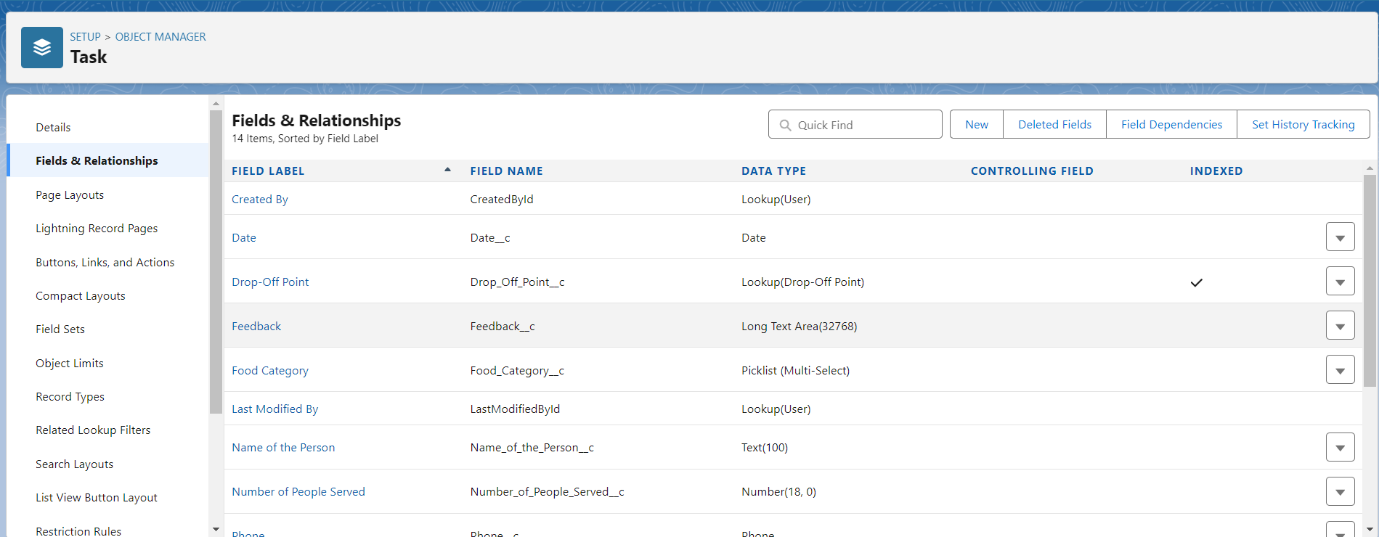 SETUP > OBJECT MANAGER
Task
Details
Fields & Relationships
Page Layouts
Lightning Record Pages
Buttons, Links, and Actions
Compact Layouts
Field Sets
Object Limits
Record Types
Related Lookup Filters
Search Layouts
List View Button Layout
Restriction Rules
Fields & Relationships
14 Items, Sorted by Field Label
Quick Find
New Deleted Fields Field Dependencies Set History Tracking
FIELD LABEL FIELD NAME DATA TYPE CONTROLLING FIELD INDEXED
Created By CreatedById Lookup(User)
Date Date__c Date
Drop-Off Point Drop_Off_Point__c Lookup(Drop-Off Point)
Feedback Feedback__c Long Text Area(32768)
Food Category Food_Category__c Picklist (Multi-Select)
Last Modified By LastModifiedById Lookup(User)
Name of the Person Name_of_the_Person__c Text(100)
Number of People Served Number_of_People_Served__c Number(18, 0)
Phone Phone__c Phone